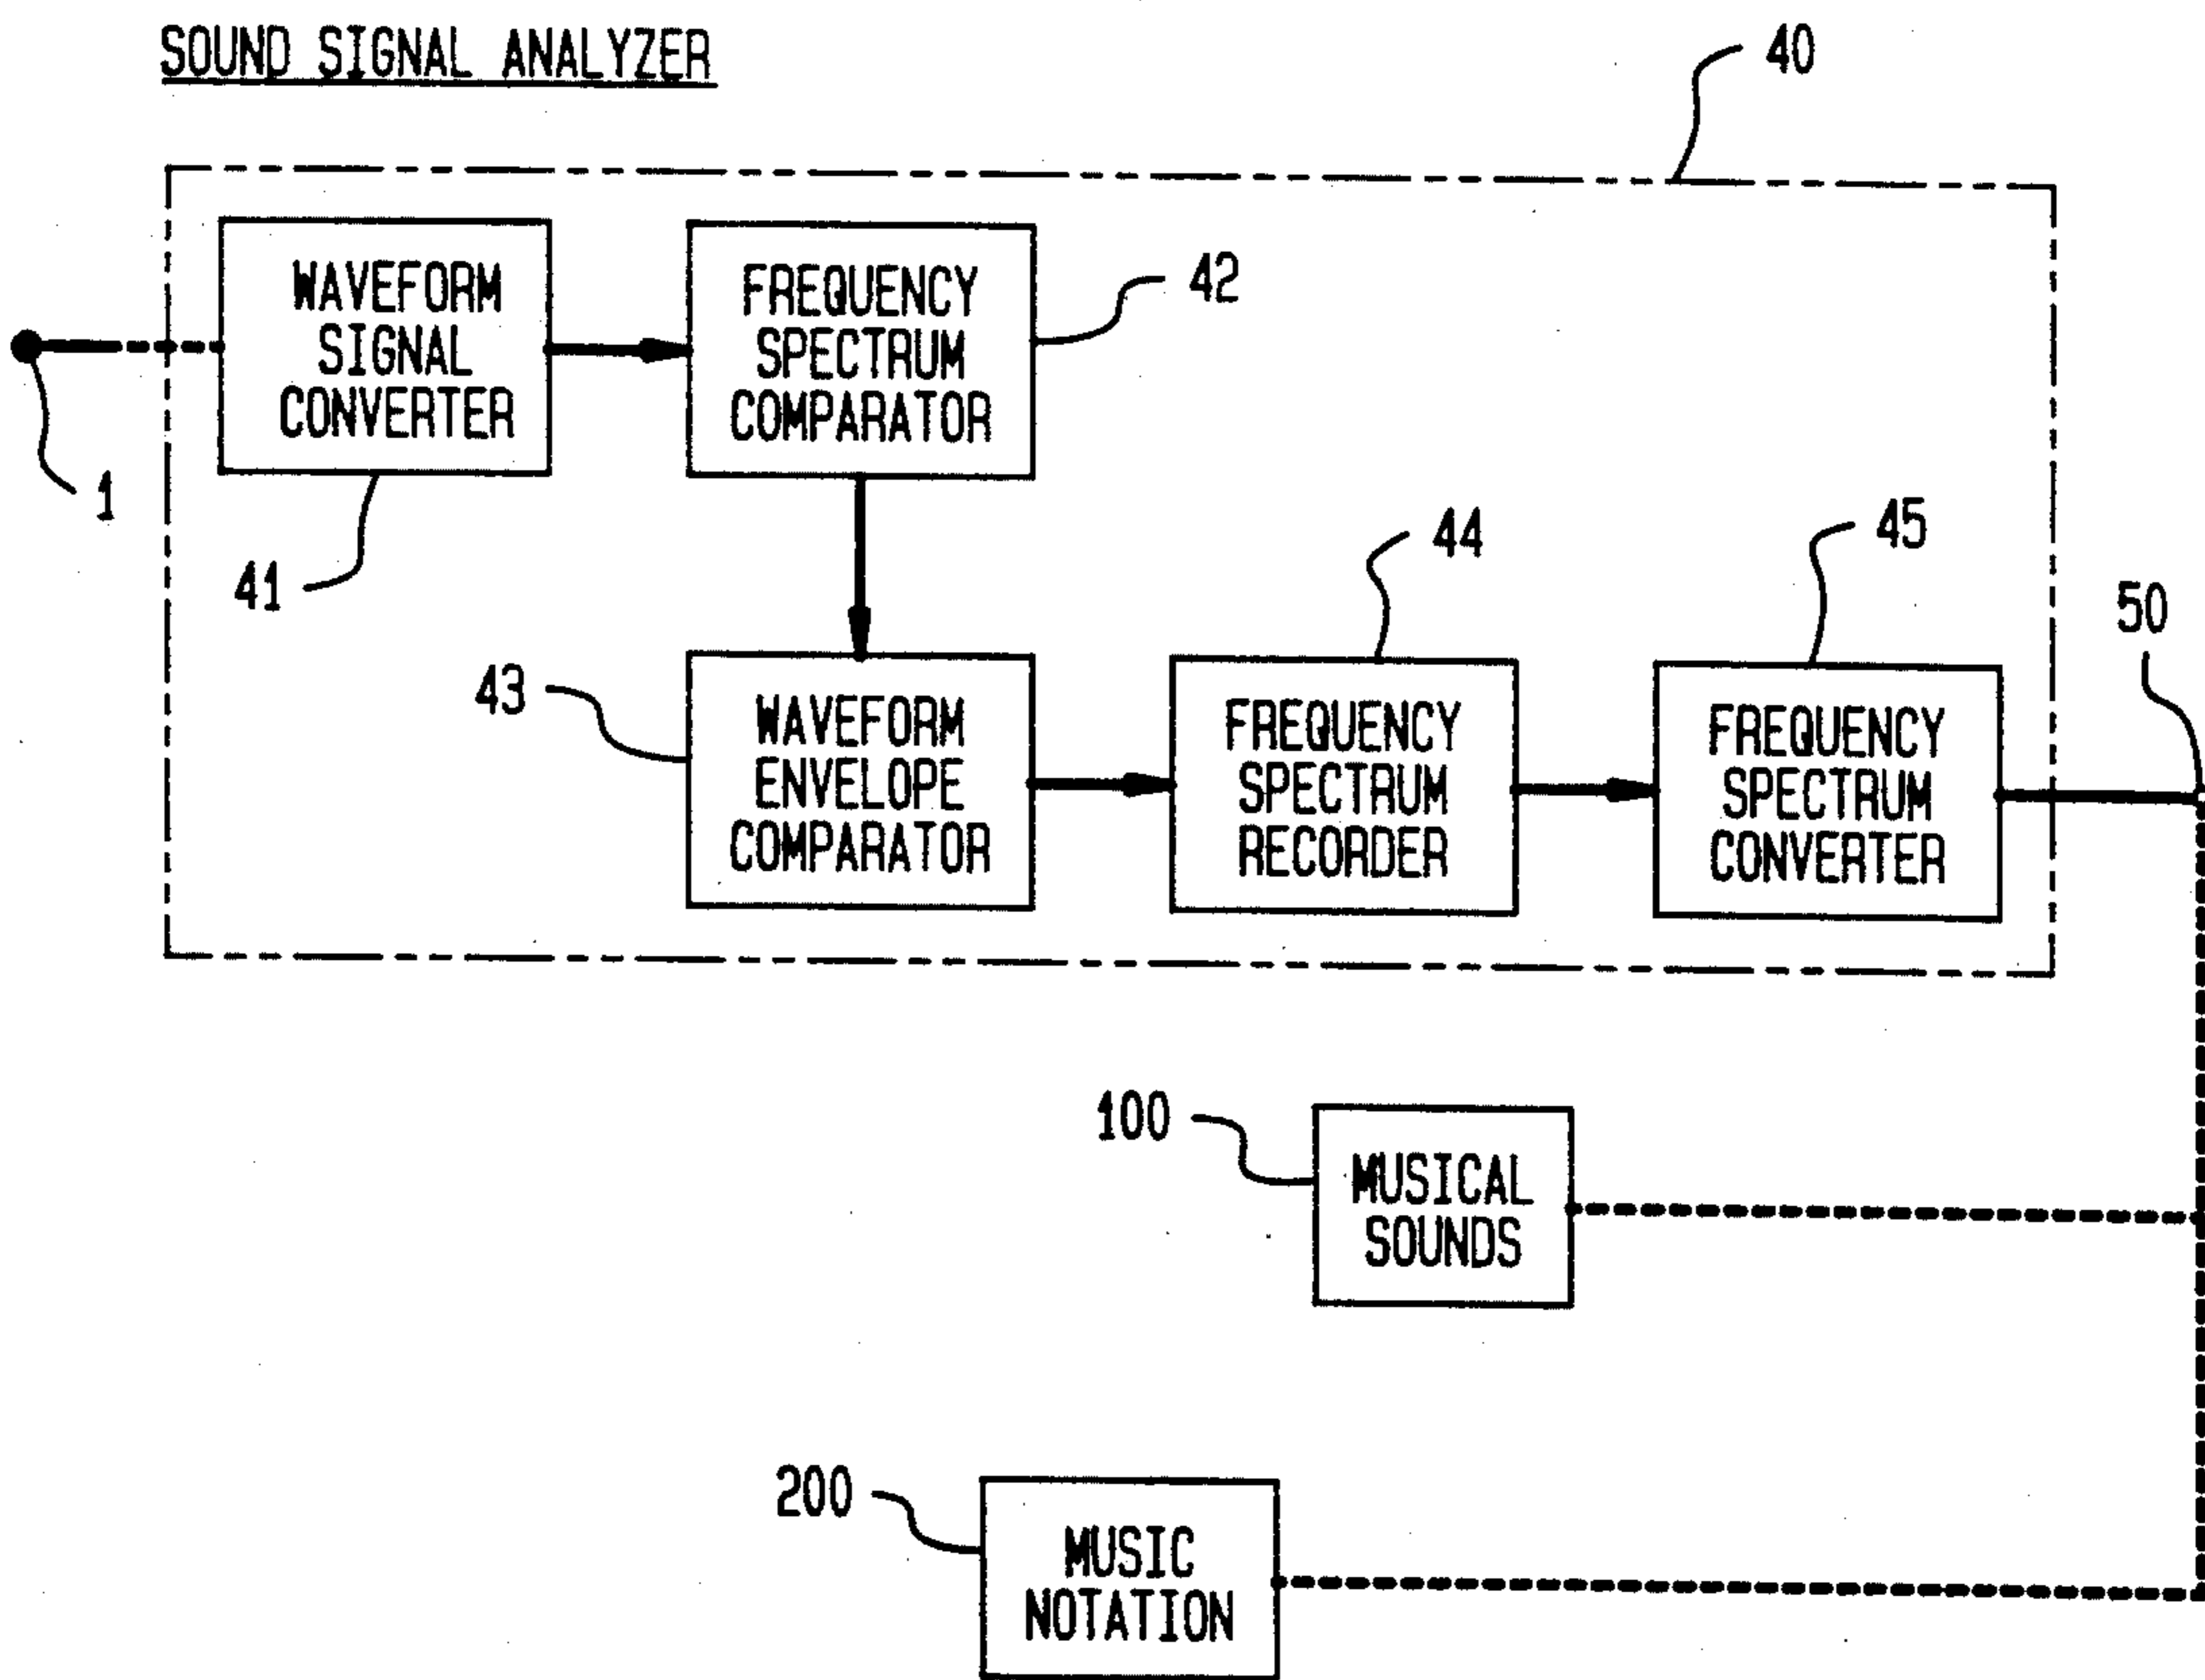 SOUND SIGNAL ANALYZER
40
WAVEFORM
SIGNAL
CONVERTER
FREQUENCY
SPECTRUM
COMPARATOR
42
1
41
44
45
50
43
WAVEFORM
ENVELOPE
COMPARATOR
FREQUENCY
SPECTRUM
RECORDER
FREQUENCY
SPECTRUM
CONVERTER
100
MUSICAL
SOUNDS
200
MUSIC
NOTATION